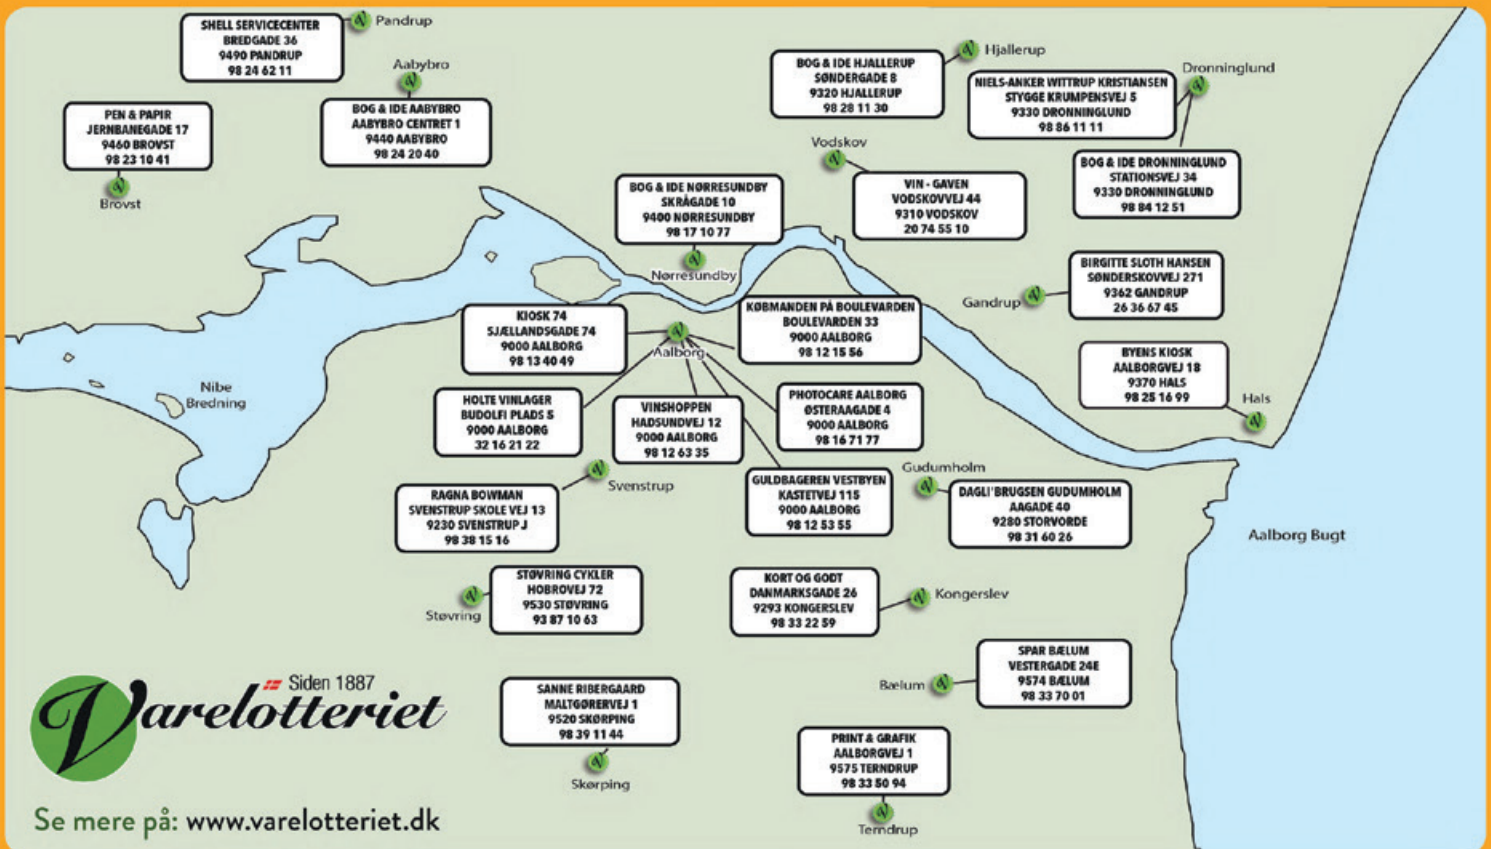 SHELL SERVICECENTER
BREDGADE 36
9490 PANDRUP
98 24 62 11
Pandrup
Aabybro
BOG & IDE AABYBRO
AABYBRO CENTRET 1
9440 AABYBRO
98 24 20 40
PEN & PAPIR
JERNBANEGADE 17
9460 BROVST
98 23 10 41
Brovst
BOG & IDE HJALLERUP
SØNDERGADE 8
9320 HJALLERUP
98 28 11 30
Hjallerup
NIELS-ANKER WITTRUP KRISTIANSEN
STYGGE KRUMPENSVEJ 5
9330 DRONNINGLUND
98 86 11 11
Dronninglund
BOG & IDE DRONNINGLUND
STATIONSVEJ 34
9330 DRONNINGLUND
98 84 12 51
Vodskov
VIN - GAVEN
VODSKOVVEJ 44
9310 VODSKOV
20 74 55 10
BOG & IDE NØRRESUNDBY
SKRÅGADE 10
9400 NØRRESUNDBY
98 17 10 77
Nørresundby
BIRGITTE SLOTH HANSEN
SØNDERSKOVVEJ 271
9362 GANDRUP
26 36 67 45
Gandrup
KIOSK 74
SJÆLLANDSGADE 74
9000 AALBORG
98 13 40 49
Aalborg
KØBMANDEN PÅ BOULEVARDEN
BOULEVARDEN 33
9000 AALBORG
98 12 15 56
BYENS KIOSK
AALBORGVEJ 18
9370 HALS
98 25 16 99
Hals
Nibe
Bredning
HOLTE VINLAGER
BUDOLFI PLADS 5
9000 AALBORG
32 16 21 22
VINSHOPPEN
HADSUNDVEJ 12
9000 AALBORG
98 12 63 35
PHOTOCARE AALBORG
ØSTERAAGADE 4
9000 AALBORG
98 16 71 77
GULDBAGEREN VESTBYEN
KASTETVEJ 115
9000 AALBORG
98 12 53 55
Gudumholm
DAGLI'BRUGSEN GUDUMHOLM
AAGADE 40
9280 STORVORDE
98 31 60 26
Svenstrup
RAGNA BOWMAN
SVENSTRUP SKOLE VEJ 13
9230 SVENSTRUP J
98 38 15 16
Aalborg Bugt
STØVRING CYKLER
HOBROVEJ 72
9530 STØVRING
93 87 10 63
Støvring
KORT OG GODT
DANMARKSGADE 26
9293 KONGERSLEV
98 33 22 59
Kongerslev
SPAR BÆLUM
VESTERGADE 24E
9574 BÆLUM
98 33 70 01
Bælum
SANNE RIBERGAARD
MALTGØRERVEJ 1
9520 SKØRPING
98 39 11 44
Skørping
PRINT & GRAFIK
AALBORGVEJ 1
9575 TERNDRUP
98 33 50 94
Terndrup
Siden 1887
Varelotteriet
Se mere på: www.varelotteriet.dk